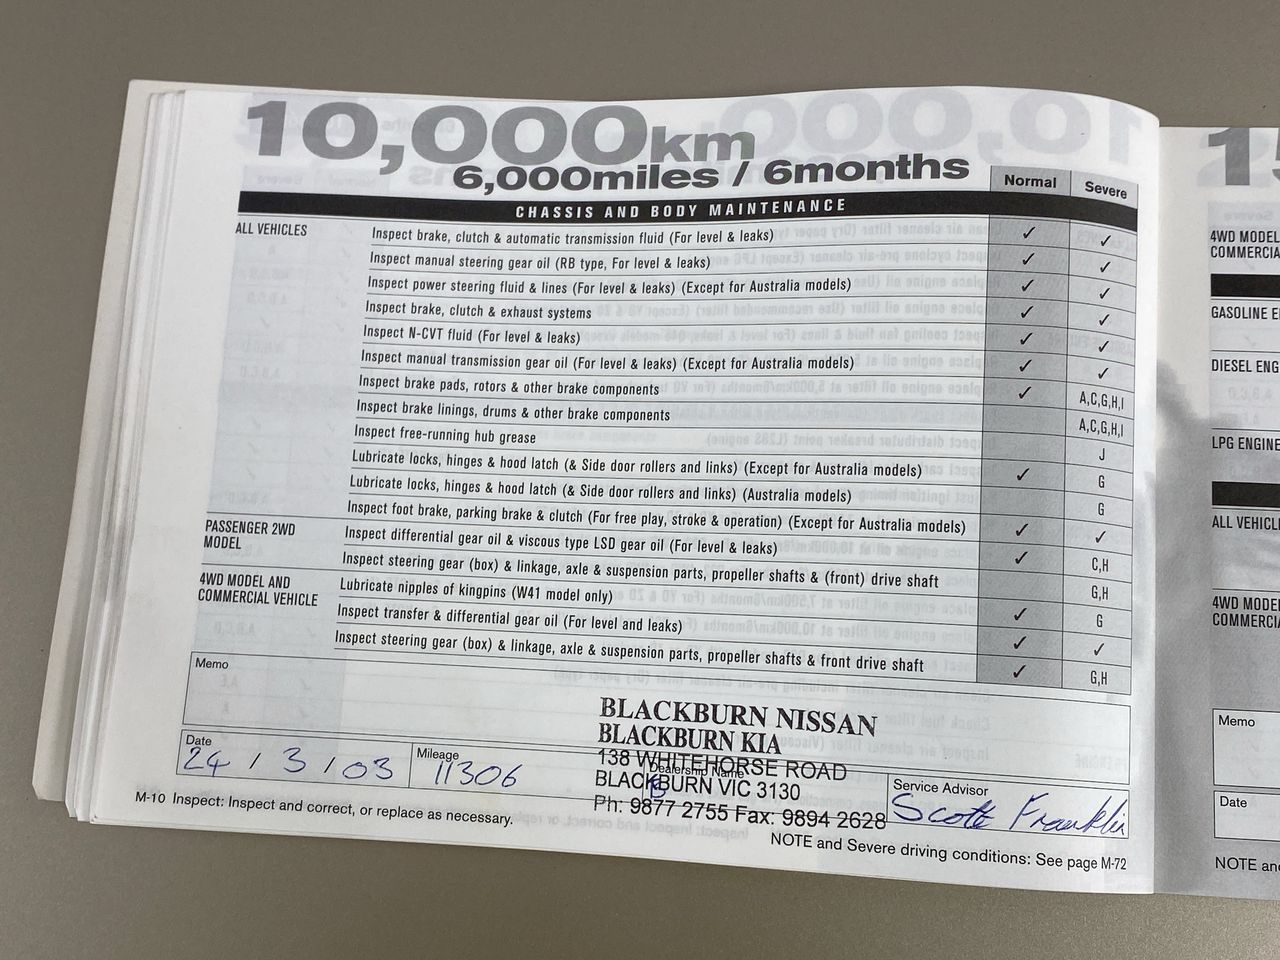 10,000km
6,000miles / 6months
Normal Severe
CHASSIS AND BODY MAINTENANCE
ALL VEHICLES Inspect brake, clutch & automatic transmission fluid (For level & leaks) ✓ ✓
Inspect manual steering gear oil (RB type, For level & leaks) ✓ ✓
Inspect power steering fluid & lines (For level & leaks) (Except for Australia models) ✓ ✓
Inspect brake, clutch & exhaust systems ✓ ✓
Inspect N-CVT fluid (For level & leaks) ✓ ✓
Inspect manual transmission gear oil (For level & leaks) (Except for Australia models) ✓ ✓
Inspect brake pads, rotors & other brake components ✓ A,C,G,H,I
Inspect brake linings, drums & other brake components A,C,G,H,I
Inspect free-running hub grease J
Lubricate locks, hinges & hood latch (& Side door rollers and links) (Except for Australia models) ✓ G
Lubricate locks, hinges & hood latch (& Side door rollers and links) (Australia models) G
Inspect foot brake, parking brake & clutch (For free play, stroke & operation) (Except for Australia models) ✓ ✓
PASSENGER 2WD MODEL Inspect differential gear oil & viscous type LSD gear oil (For level & leaks) ✓ C,H
Inspect steering gear (box) & linkage, axle & suspension parts, propeller shafts & (front) drive shaft G,H
4WD MODEL AND COMMERCIAL VEHICLE Lubricate nipples of kingpins (W41 model only) ✓ G
Inspect transfer & differential gear oil (For level and leaks) ✓ ✓
Inspect steering gear (box) & linkage, axle & suspension parts, propeller shafts & front drive shaft ✓ G,H
Memo
BLACKBURN NISSAN
BLACKBURN KIA
138 WHITEHORSE ROAD
BLACKBURN VIC 3130
Ph: 9877 2755 Fax: 9894 2628
Date
24 / 3 / 03
Mileage
11306
Dealership Name
Service Advisor
Scott Franklin
M-10 Inspect: Inspect and correct, or replace as necessary.
NOTE and Severe driving conditions: See page M-72
15
4WD MODEL
COMMERCIA
GASOLINE E
DIESEL ENG
LPG ENGINE
ALL VEHICL
4WD MODE
COMMERCIA
Memo
Date
NOTE an